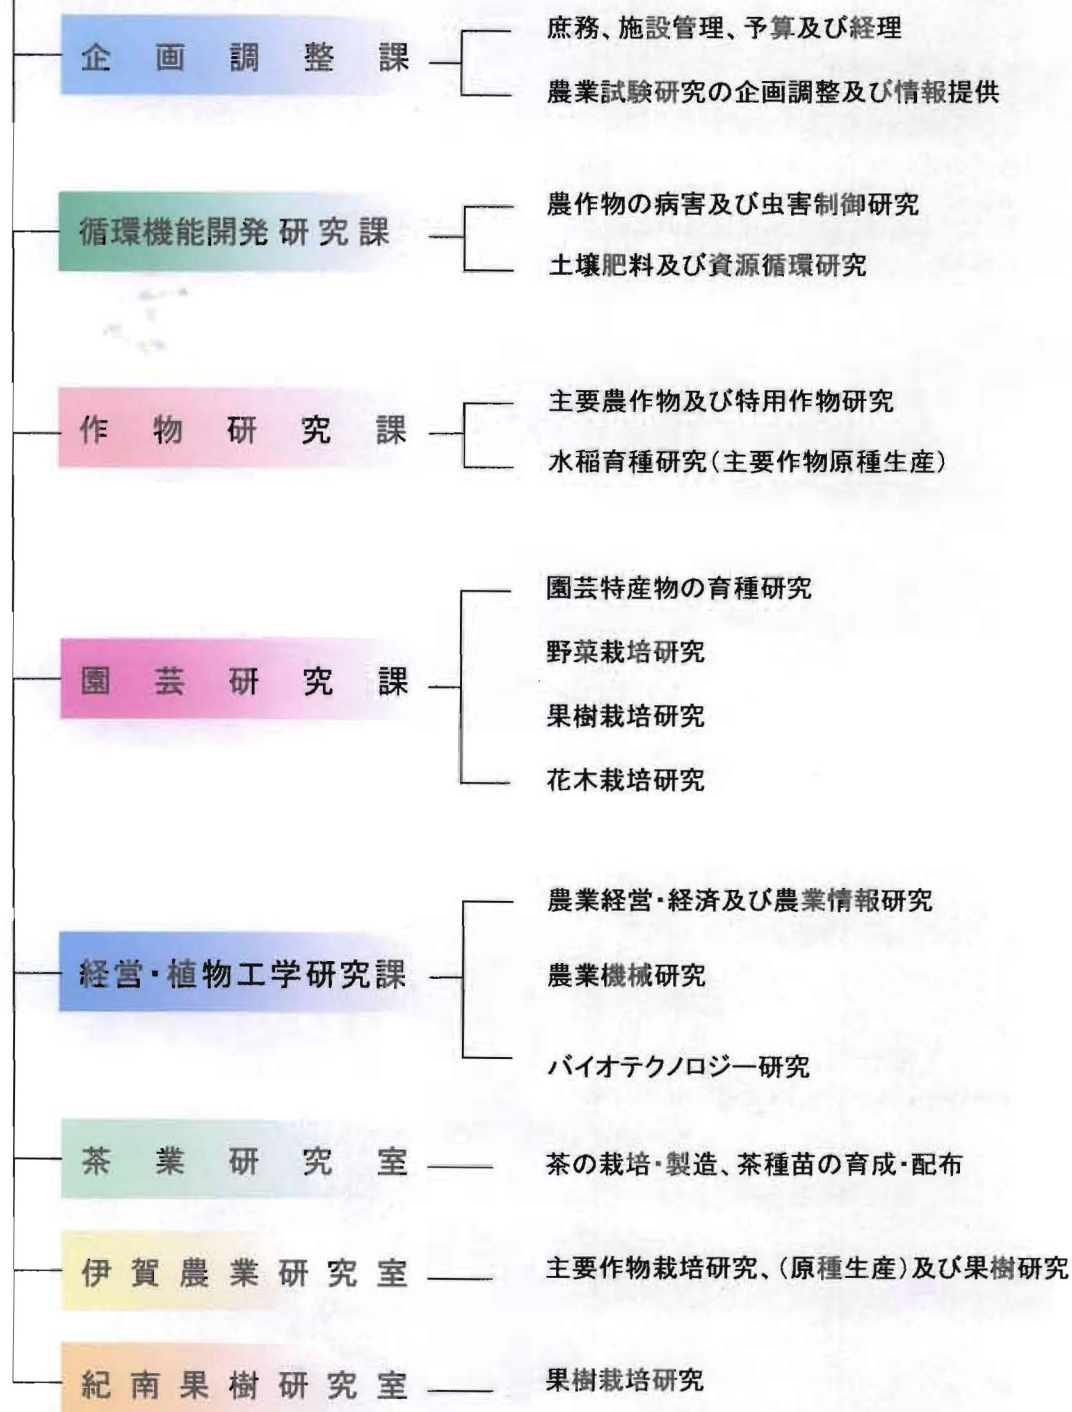 企画調整課
庶務、施設管理、予算及び経理
農業試験研究の企画調整及び情報提供
循環機能開発研究課
農作物の病害及び虫害制御研究
土壌肥料及び資源循環研究
作物研究課
主要農作物及び特用作物研究
水稲育種研究(主要作物原種生産)
園芸研究課
園芸特産物の育種研究
野菜栽培研究
果樹栽培研究
花木栽培研究
経営・植物工学研究課
農業経営・経済及び農業情報研究
農業機械研究
バイオテクノロジー研究
茶業研究室
茶の栽培・製造、茶種苗の育成・配布
伊賀農業研究室
主要作物栽培研究、(原種生産)及び果樹研究
紀南果樹研究室
果樹栽培研究